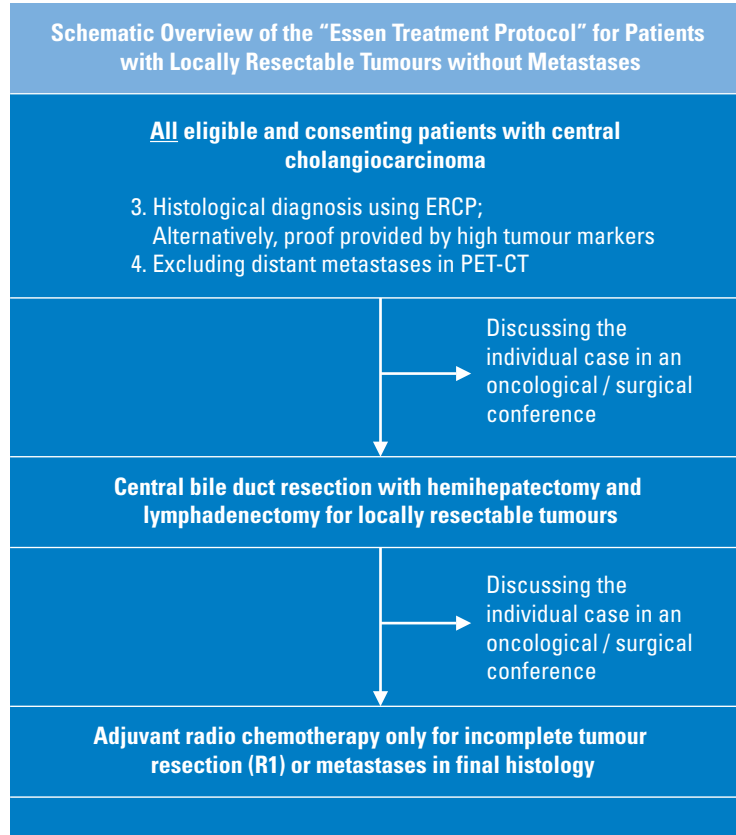 Schematic Overview of the “Essen Treatment Protocol” for Patients
with Locally Resectable Tumours without Metastases
All eligible and consenting patients with central
cholangiocarcinoma
3. Histological diagnosis using ERCP;
Alternatively, proof provided by high tumour markers
4. Excluding distant metastases in PET-CT
Discussing the
individual case in an
oncological / surgical
conference
Central bile duct resection with hemihepatectomy and
lymphadenectomy for locally resectable tumours
Discussing the
individual case in an
oncological / surgical
conference
Adjuvant radio chemotherapy only for incomplete tumour
resection (R1) or metastases in final histology